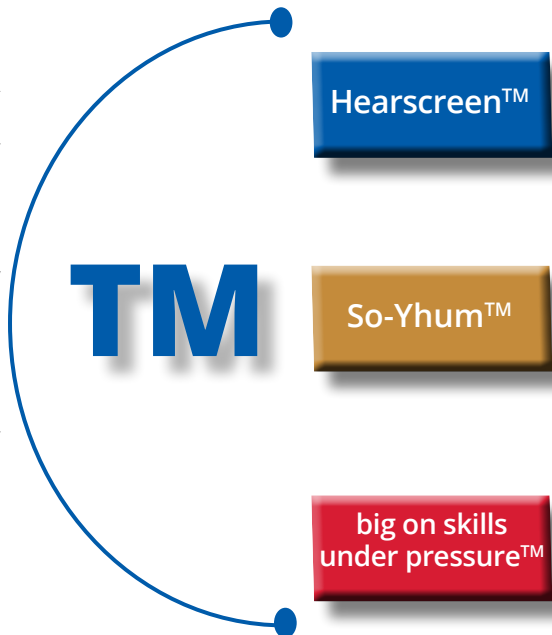 Hearscreen™
TM
So-Yhum™
big on skills
under pressure™